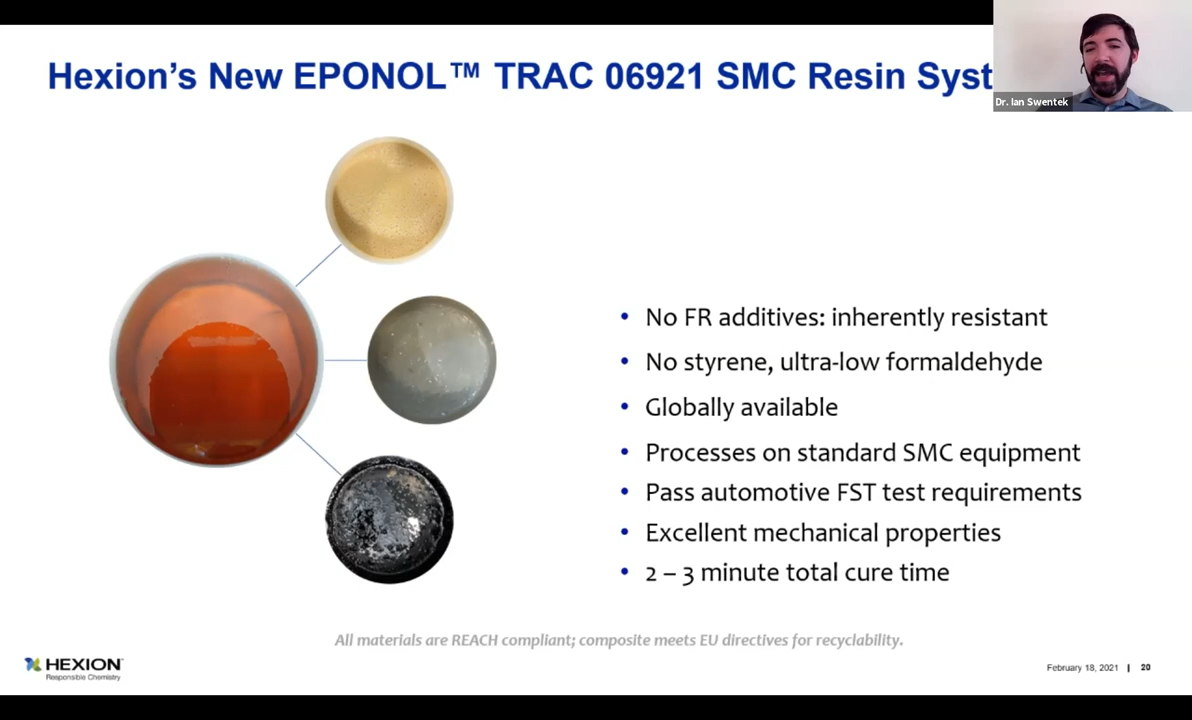 Hexion's New EPONOL™ TRAC 06921 SMC Resin Syst
Dr. Ian Swentek
• No FR additives: inherently resistant
• No styrene, ultra-low formaldehyde
• Globally available
• Processes on standard SMC equipment
• Pass automotive FST test requirements
• Excellent mechanical properties
• 2 – 3 minute total cure time
All materials are REACH compliant; composite meets EU directives for recyclability.
HEXION
Responsible Chemistry
February 18, 2021 | 20